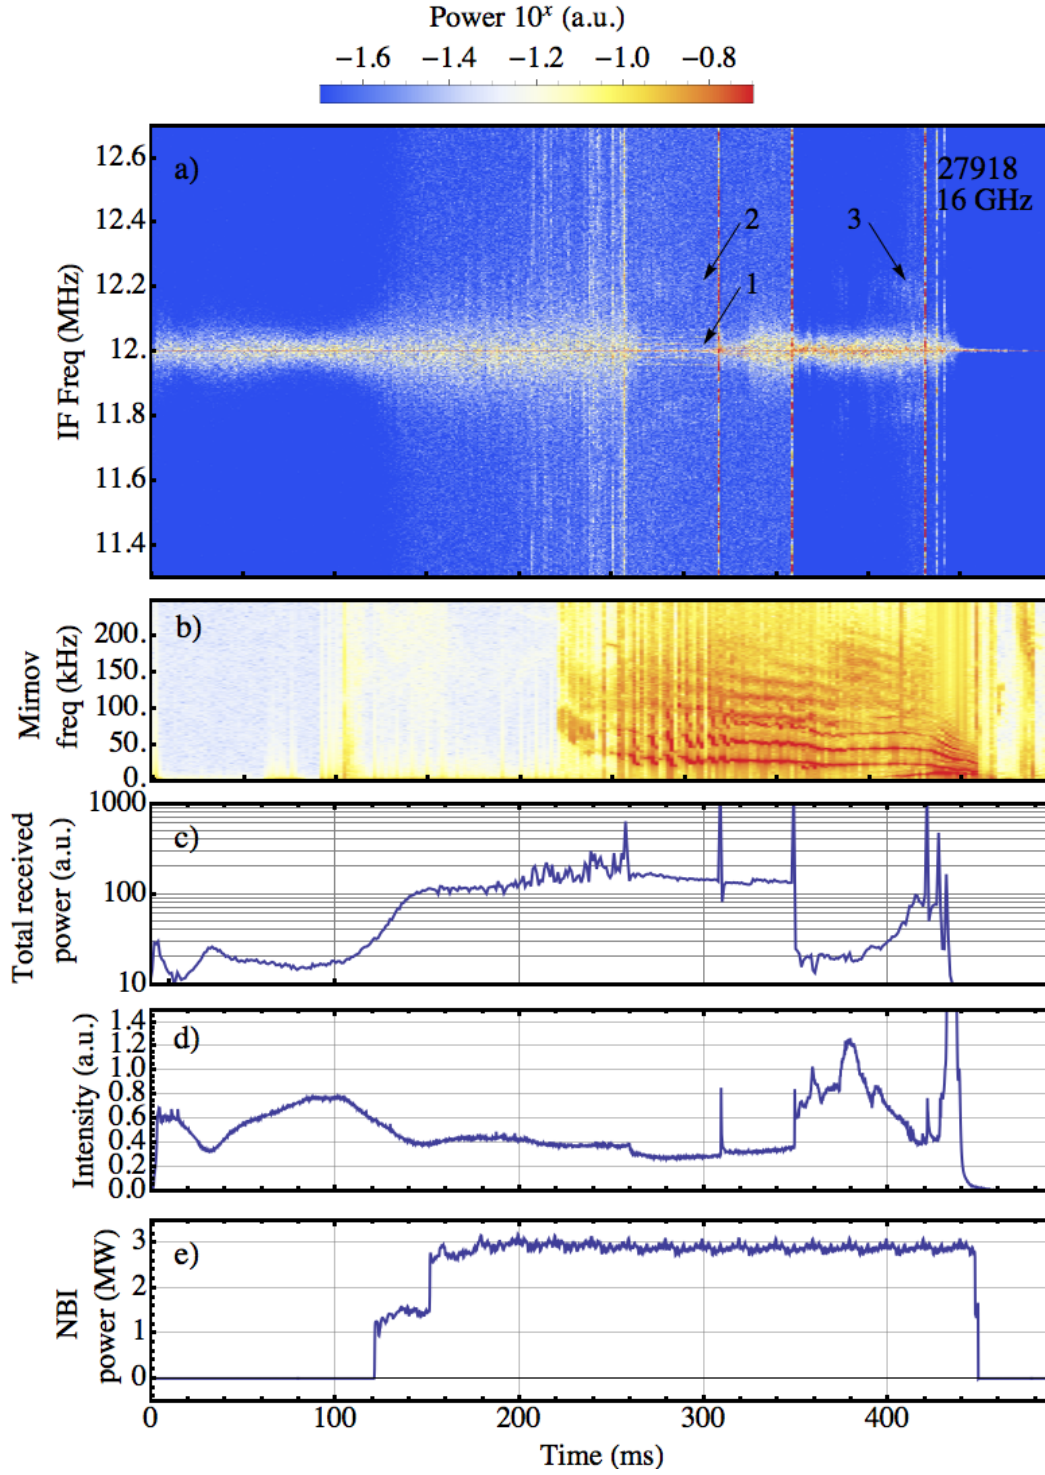 Power 10^x (a.u.)
−1.6 −1.4 −1.2 −1.0 −0.8
a)
27918
16 GHz
2
3
1
IF Freq (MHz)
12.6
12.4
12.2
12.
11.8
11.6
11.4
b)
Mirnov
freq (kHz)
200.
150.
100.
50.
0.
c)
Total received
power (a.u.)
1000
100
10
d)
Intensity (a.u.)
1.4
1.2
1.0
0.8
0.6
0.4
0.2
0.0
e)
NBI
power (MW)
3
2
1
0
0 100 200 300 400
Time (ms)